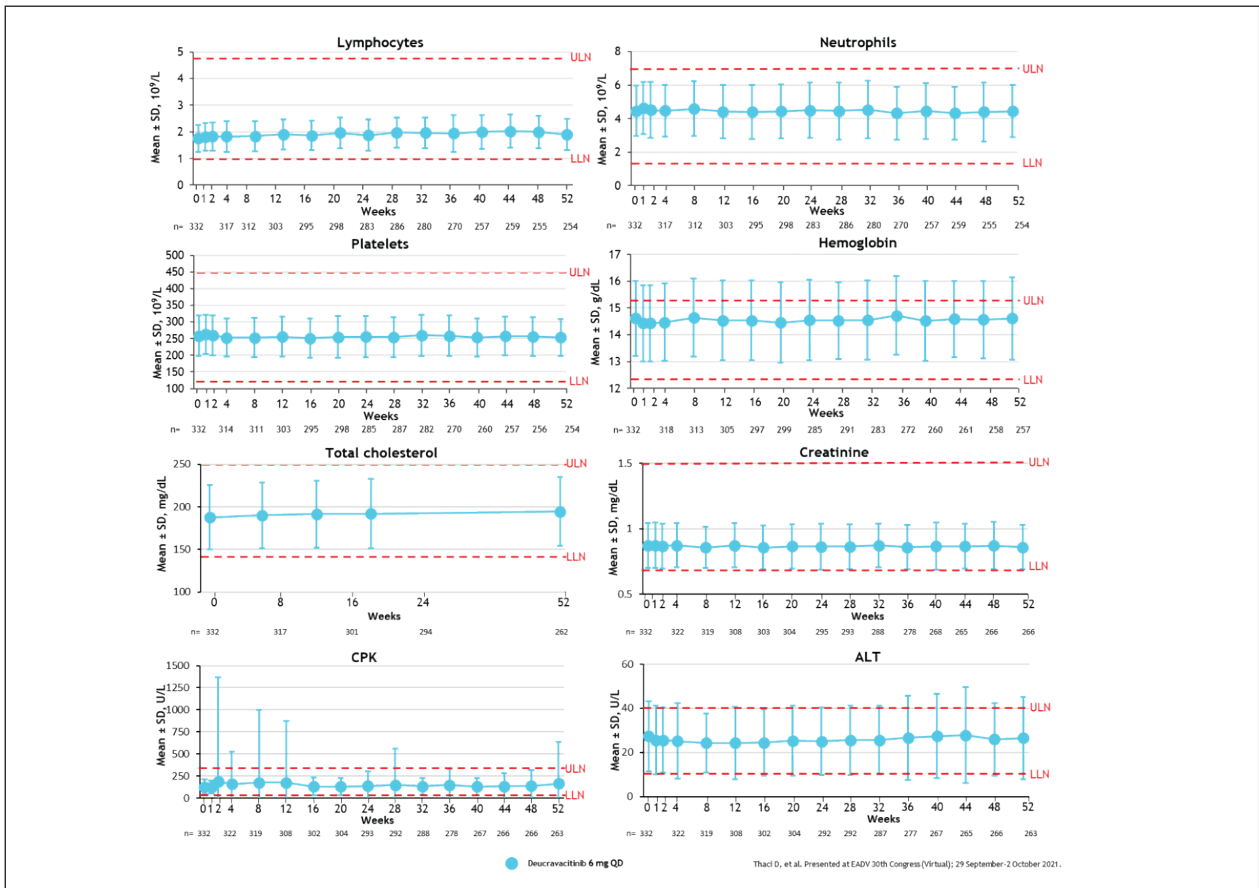 Lymphocytes
5
4
3
2
1
0
Mean ± SD, 10⁹/L
ULN
LLN
0 1 2 4 8 12 16 20 24 28 32 36 40 44 48 52
Weeks
n= 332 317 312 303 295 298 283 286 280 270 257 259 255 254
Neutrophils
8
6
4
2
0
Mean ± SD, 10⁹/L
ULN
LLN
0 1 2 4 8 12 16 20 24 28 32 36 40 44 48 52
Weeks
n= 332 317 312 303 295 298 283 286 280 270 257 259 255 254
Platelets
500
450
400
350
300
250
200
150
100
Mean ± SD, 10⁹/L
ULN
LLN
0 1 2 4 8 12 16 20 24 28 32 36 40 44 48 52
Weeks
n= 332 314 311 303 295 298 285 287 282 270 260 257 256 254
Hemoglobin
17
16
15
14
13
12
Mean ± SD, g/dL
ULN
LLN
0 1 2 4 8 12 16 20 24 28 32 36 40 44 48 52
Weeks
n= 332 318 313 305 297 299 285 291 283 272 260 261 258 257
Total cholesterol
250
200
150
100
Mean ± SD, mg/dL
ULN
LLN
0 8 16 24 52
Weeks
n= 332 317 301 294 262
Creatinine
1.5
1
0.5
Mean ± SD, mg/dL
ULN
LLN
0 1 2 4 8 12 16 20 24 28 32 36 40 44 48 52
Weeks
n= 332 322 319 308 303 304 295 293 288 278 268 265 266 266
CPK
1500
1250
1000
750
500
250
0
Mean ± SD, U/L
ULN
LLN
0 1 2 4 8 12 16 20 24 28 32 36 40 44 48 52
Weeks
n= 332 322 319 308 302 304 293 292 288 278 267 266 266 263
ALT
60
40
20
0
Mean ± SD, U/L
ULN
LLN
0 1 2 4 8 12 16 20 24 28 32 36 40 44 48 52
Weeks
n= 332 322 319 308 302 304 292 292 287 277 267 265 266 263
Deucravacitinib 6 mg QD
Thaci D, et al. Presented at EADV 30th Congress (Virtual); 29 September-2 October 2021.